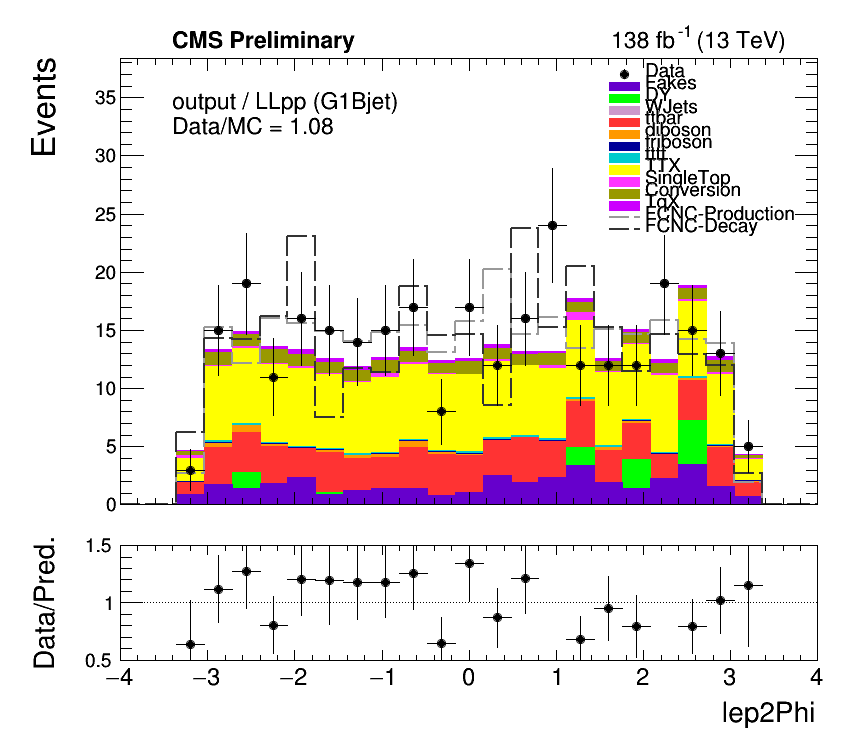 CMS Preliminary
138 fb⁻¹ (13 TeV)
Events
output / LLpp (G1Bjet)
Data/MC = 1.08
Data
Fakes
DY
WJets
ttbar
diboson
triboson
tttt
TTX
SingleTop
Conversion
TqX
FCNC-Production
FCNC-Decay
35
30
25
20
15
10
5
0
Data/Pred.
1.5
1
0.5
−4 −3 −2 −1 0 1 2 3 4
lep2Phi